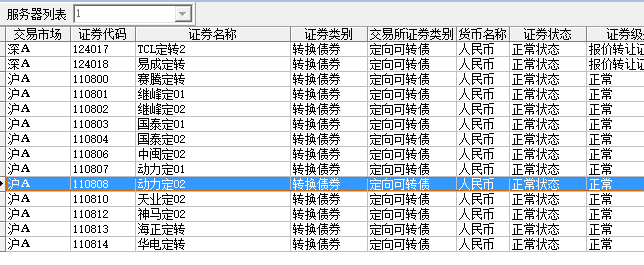 服务器列表 1
交易市场 证券代码 证券名称 证券类别 交易所证券类别 货币名称 证券状态 证券级
深A 124017 TCL定转2 转换债券 定向可转债 人民币 正常状态 报价转让证
深A 124018 易成定转 转换债券 定向可转债 人民币 正常状态 报价转让证
沪A 110800 赛腾定转 转换债券 定向可转债 人民币 正常状态 正常
沪A 110801 继峰定01 转换债券 定向可转债 人民币 正常状态 正常
沪A 110802 继峰定02 转换债券 定向可转债 人民币 正常状态 正常
沪A 110803 国泰定01 转换债券 定向可转债 人民币 正常状态 正常
沪A 110804 国泰定02 转换债券 定向可转债 人民币 正常状态 正常
沪A 110806 中闽定02 转换债券 定向可转债 人民币 正常状态 正常
沪A 110807 动力定01 转换债券 定向可转债 人民币 正常状态 正常
沪A 110808 动力定02 转换债券 定向可转债 人民币 正常状态 正常
沪A 110810 天业定02 转换债券 定向可转债 人民币 正常状态 正常
沪A 110812 神马定02 转换债券 定向可转债 人民币 正常状态 正常
沪A 110813 海正定转 转换债券 定向可转债 人民币 正常状态 正常
沪A 110814 华电定转 转换债券 定向可转债 人民币 正常状态 正常